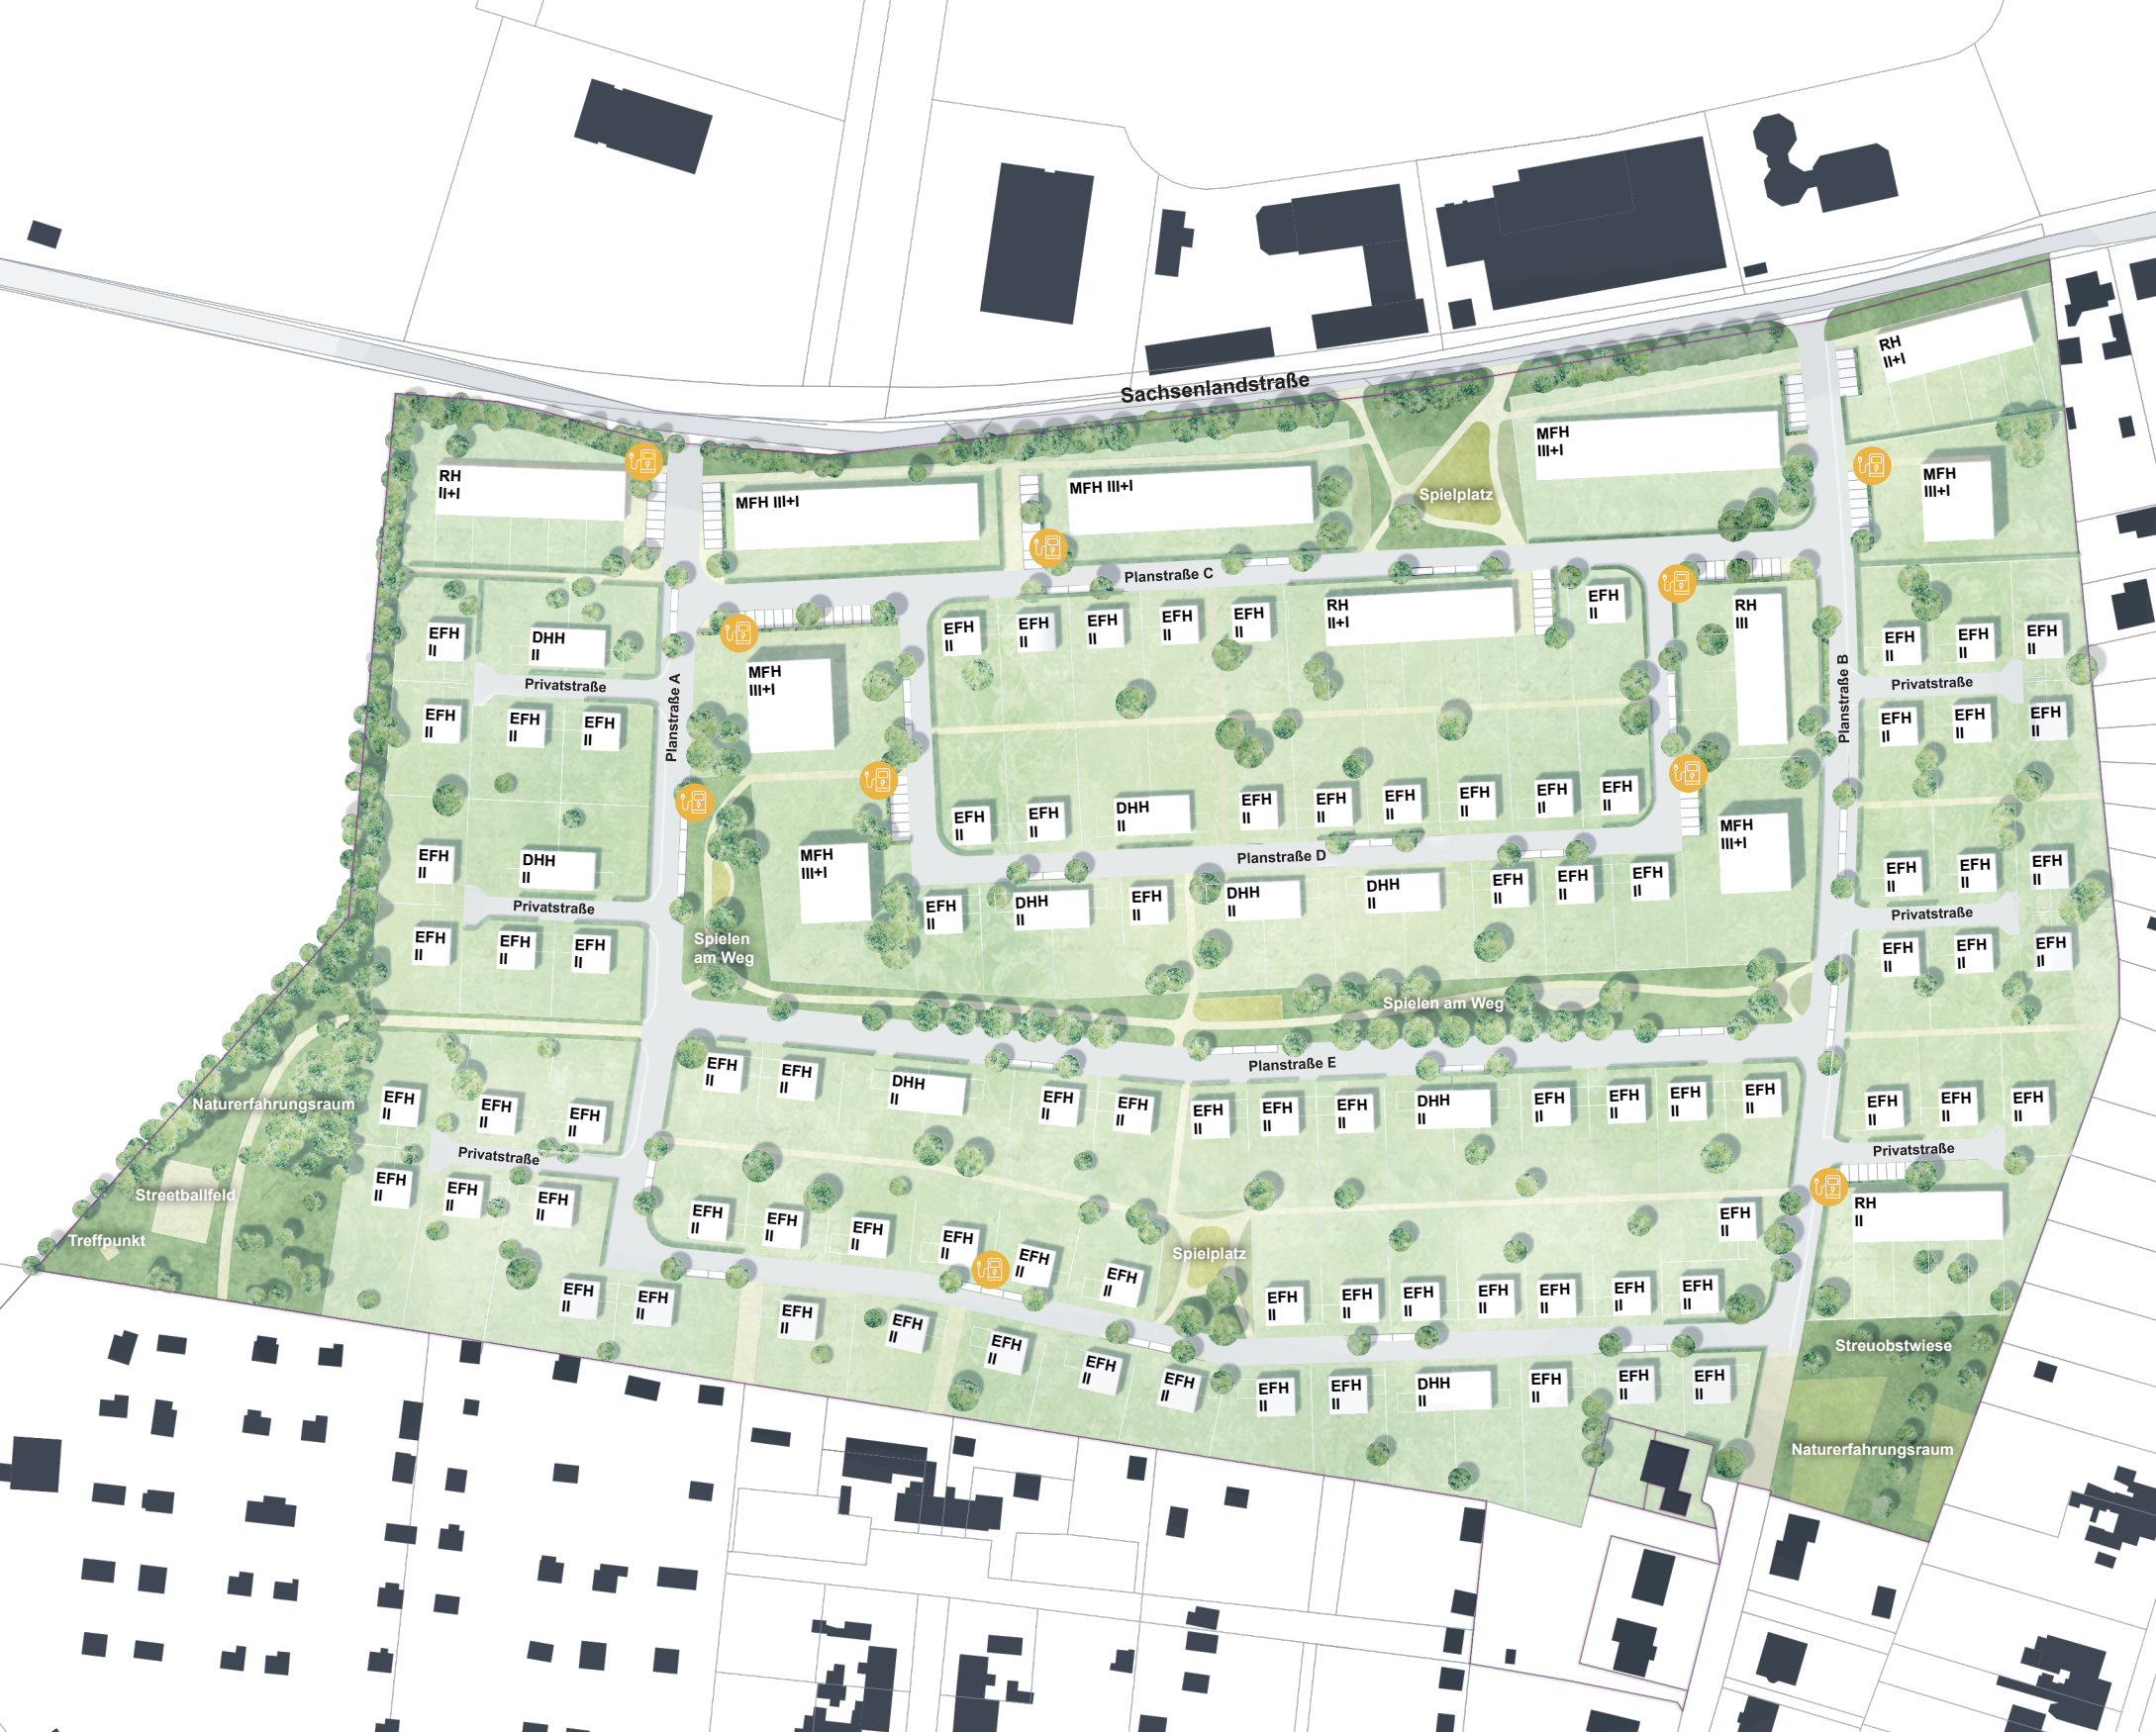 Sachsenlandstraße
RH
II+I
RH
II+I
MFH III+I
MFH III+I
Spielplatz
MFH
III+I
MFH
III+I
Planstraße C
EFH
II
DHH
II
Privatstraße
EFH
II
EFH
II
EFH
II
Planstraße A
MFH
III+I
EFH
II
EFH
II
EFH
II
EFH
II
EFH
II
RH
II+I
EFH
II
RH
III
Planstraße B
EFH
II
EFH
II
EFH
II
Privatstraße
EFH
II
EFH
II
EFH
II
EFH
II
DHH
II
Privatstraße
EFH
II
EFH
II
EFH
II
MFH
III+I
EFH
II
EFH
II
DHH
II
EFH
II
EFH
II
EFH
II
EFH
II
EFH
II
EFH
II
Planstraße D
MFH
III+I
EFH
II
DHH
II
EFH
II
DHH
II
DHH
II
EFH
II
EFH
II
EFH
II
EFH
II
EFH
II
EFH
II
Privatstraße
EFH
II
EFH
II
EFH
II
Spielen
am Weg
Spielen am Weg
Planstraße E
Naturerfahrungsraum
EFH
II
EFH
II
EFH
II
Privatstraße
EFH
II
EFH
II
EFH
II
Streetballfeld
Treffpunkt
EFH
II
EFH
II
DHH
II
EFH
II
EFH
II
EFH
II
EFH
II
EFH
II
DHH
II
EFH
II
EFH
II
EFH
II
EFH
II
EFH
II
EFH
II
EFH
II
Privatstraße
RH
II
EFH
II
EFH
II
EFH
II
EFH
II
EFH
II
EFH
II
EFH
II
Spielplatz
EFH
II
EFH
II
EFH
II
EFH
II
EFH
II
EFH
II
EFH
II
EFH
II
EFH
II
EFH
II
EFH
II
EFH
II
EFH
II
EFH
II
EFH
II
EFH
II
DHH
II
EFH
II
EFH
II
EFH
II
Streuobstwiese
Naturerfahrungsraum